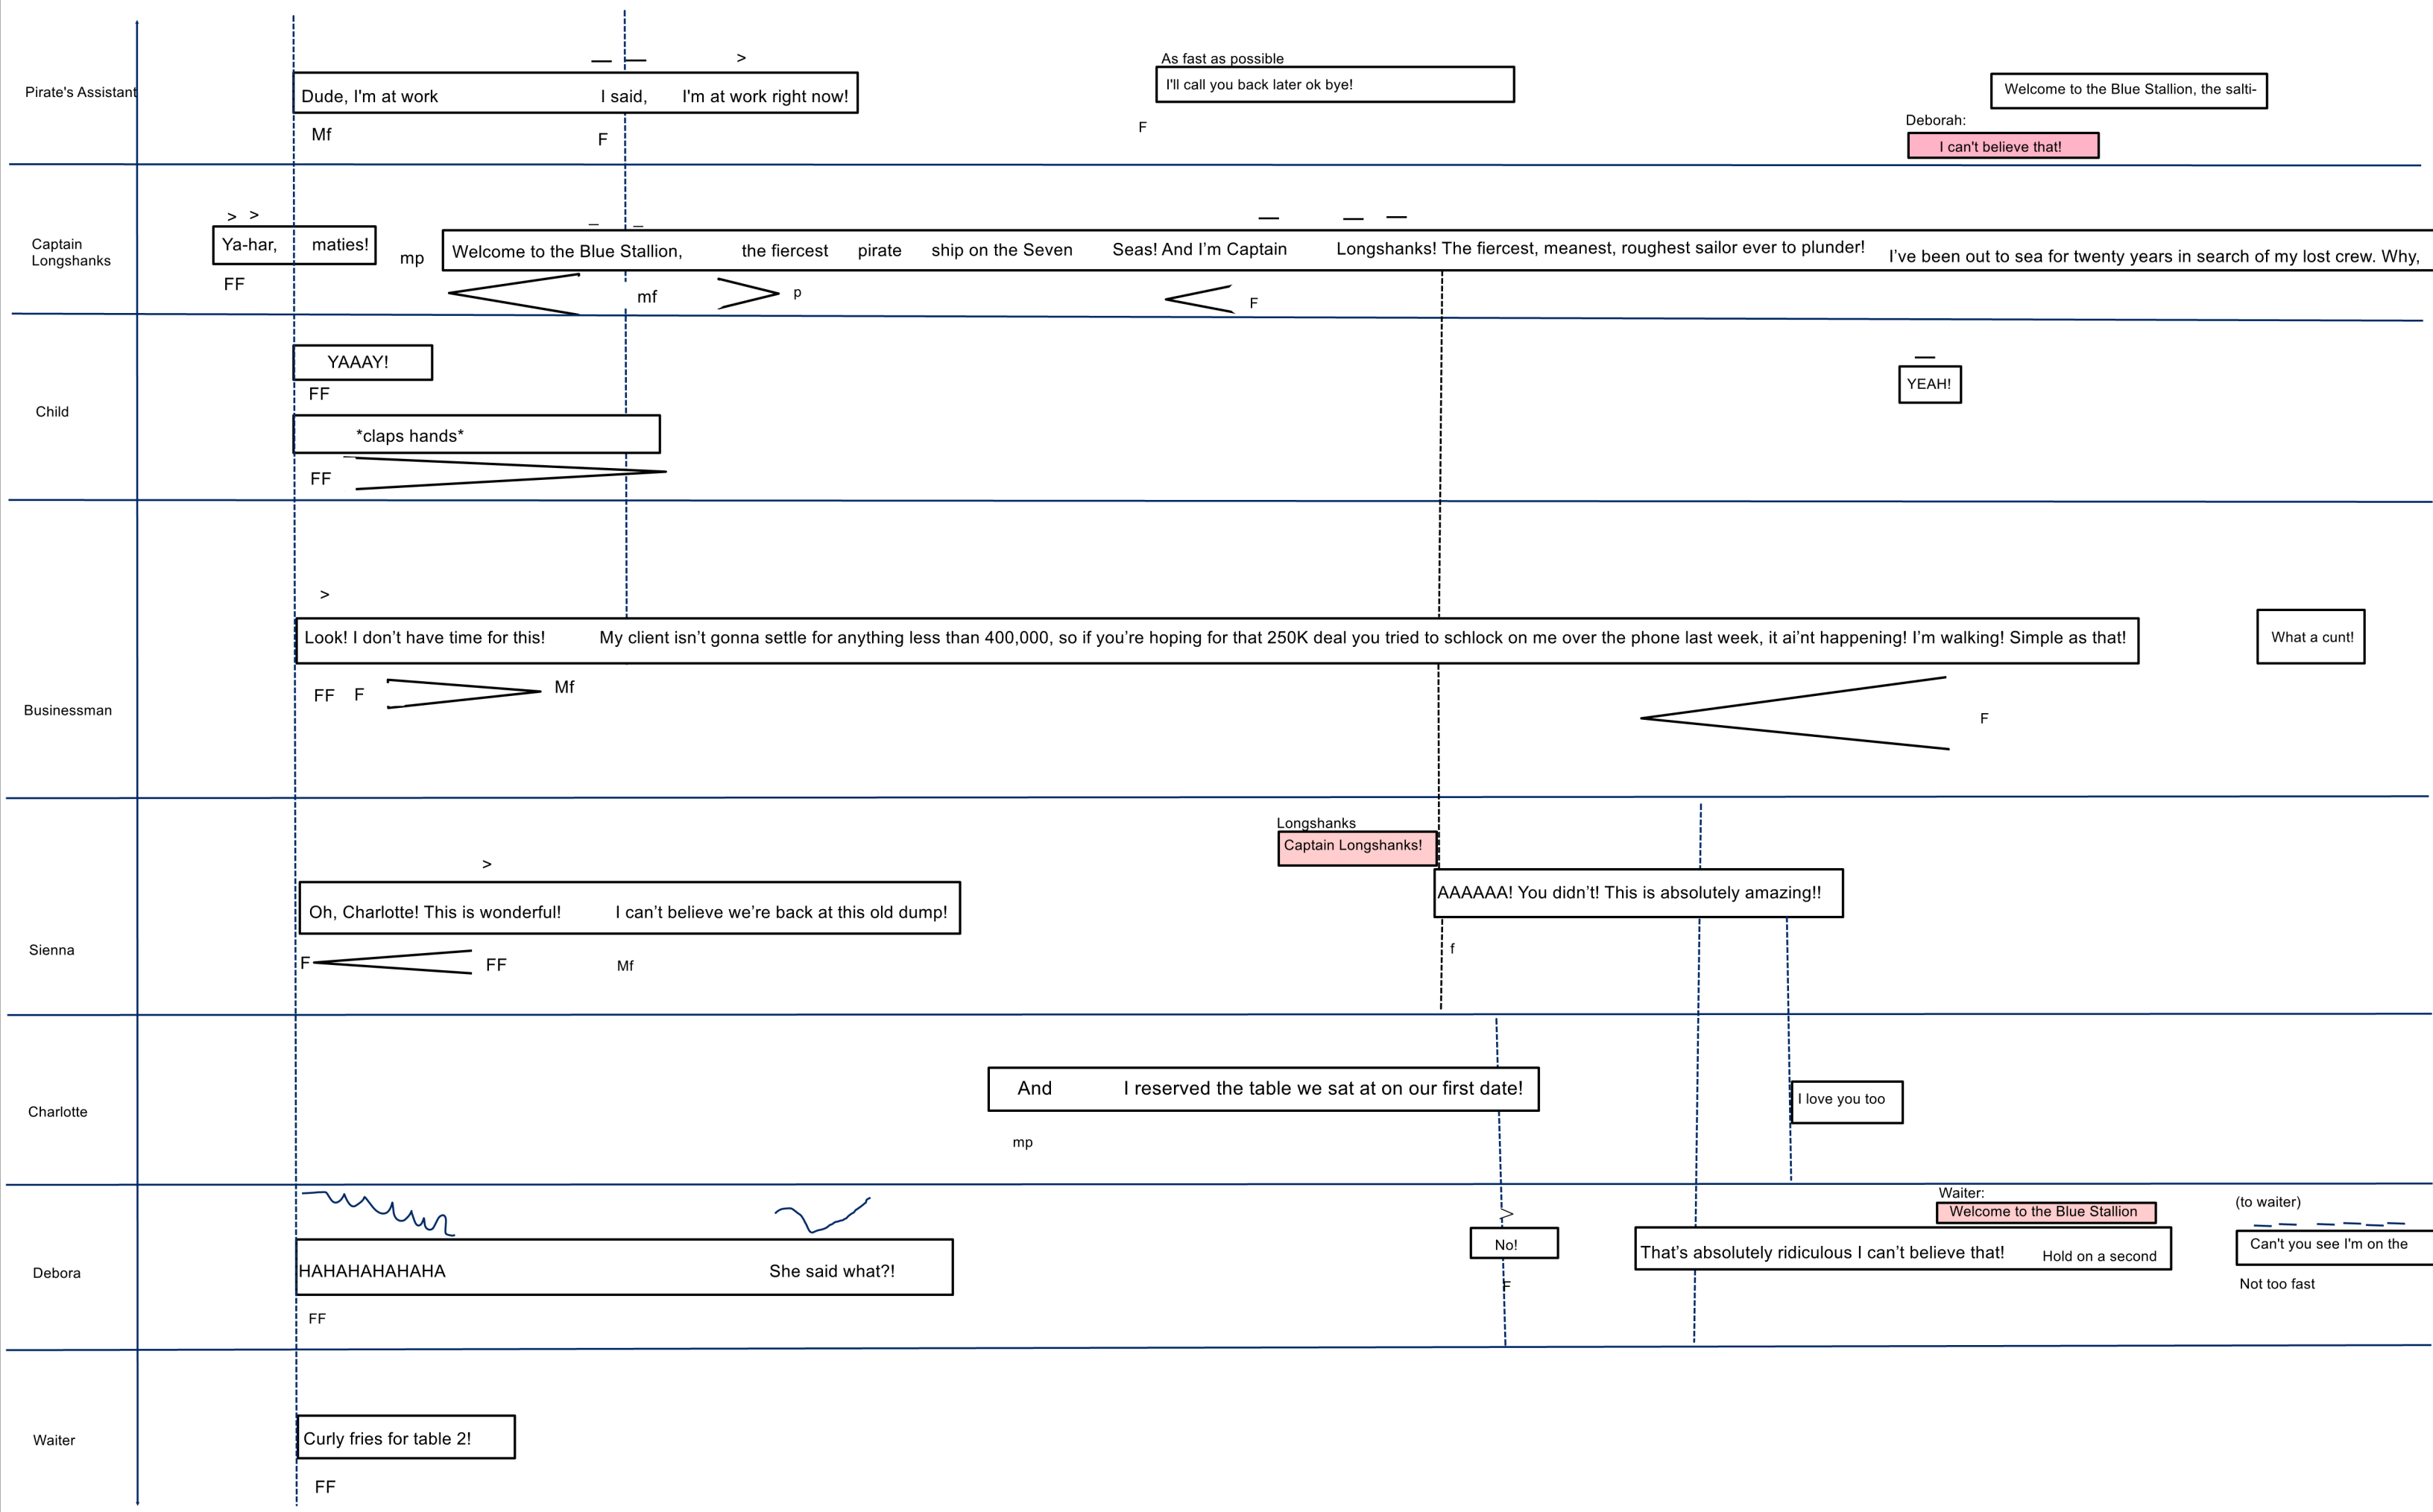 As fast as possible
I'll call you back later ok bye!
Pirate's Assistant
Dude, I'm at work I said, I'm at work right now!
Welcome to the Blue Stallion, the salti-
Mf
F
F
Deborah:
I can't believe that!
> >
Captain
Longshanks
Ya-har, maties!
mp
Welcome to the Blue Stallion, the fiercest pirate ship on the Seven Seas! And I’m Captain Longshanks! The fiercest, meanest, roughest sailor ever to plunder! I’ve been out to sea for twenty years in search of my lost crew. Why,
FF
mf
p
F
Child
YAAAY!
FF
YEAH!
*claps hands*
FF
>
Businessman
Look! I don’t have time for this! My client isn’t gonna settle for anything less than 400,000, so if you’re hoping for that 250K deal you tried to schlock on me over the phone last week, it ai’nt happening! I’m walking! Simple as that!
What a cunt!
FF F
Mf
F
Longshanks
Captain Longshanks!
>
Sienna
Oh, Charlotte! This is wonderful! I can’t believe we’re back at this old dump!
AAAAAA! You didn’t! This is absolutely amazing!!
F
FF
Mf
f
Charlotte
And I reserved the table we sat at on our first date!
I love you too
mp
Waiter:
Welcome to the Blue Stallion
(to waiter)
Debora
HAHAHAHAHAHA She said what?!
No!
That’s absolutely ridiculous I can’t believe that! Hold on a second
Can't you see I'm on the
FF
F
Not too fast
Waiter
Curly fries for table 2!
FF